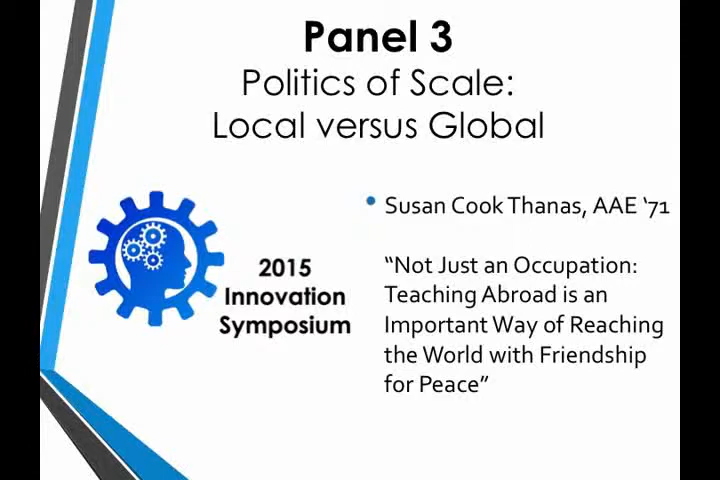 Panel 3
Politics of Scale:
Local versus Global
2015
Innovation
Symposium
• Susan Cook Thanas, AAE ‘71
“Not Just an Occupation:
Teaching Abroad is an
Important Way of Reaching
the World with Friendship
for Peace”